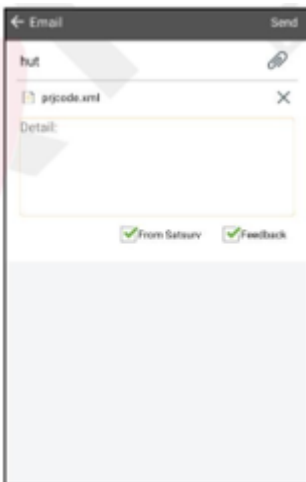 Email Send
hut
prjcode.xml
Detail:
From Satsurv Feedback